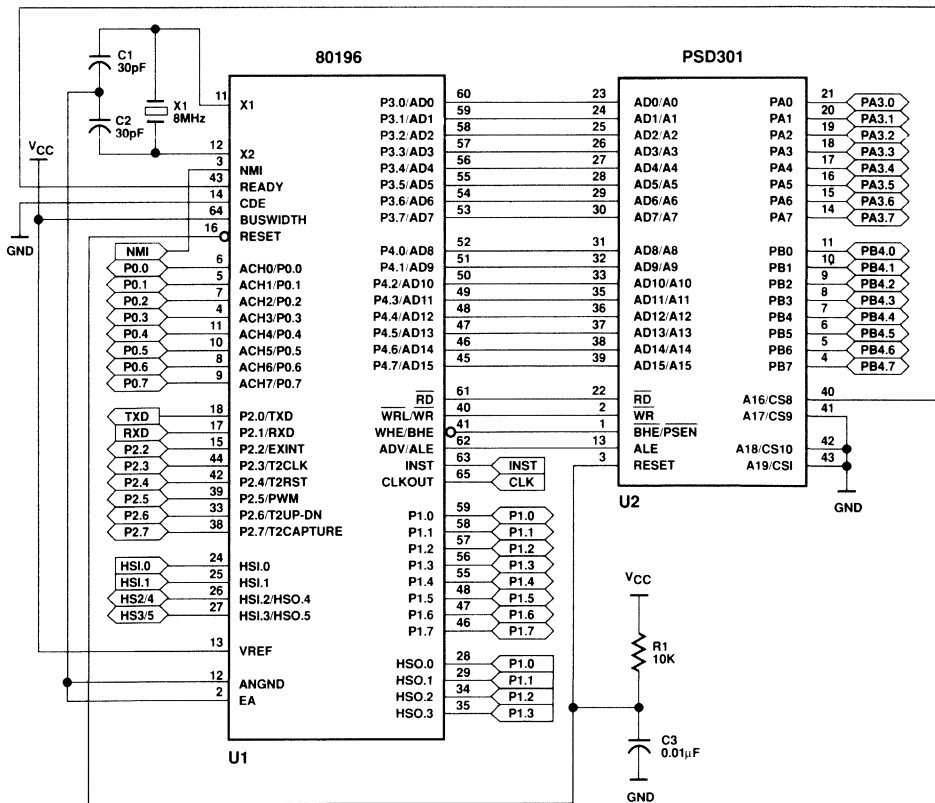 80196
PSD301
C1
30pF
C2
30pF
X1
8MHz
VCC
GND
11 X1
12 X2
3 NMI
43 READY
14 CDE
64 BUSWIDTH
16 RESET
NMI
P0.0 6 ACH0/P0.0
P0.1 5 ACH1/P0.1
P0.2 7 ACH2/P0.2
P0.3 4 ACH3/P0.3
P0.4 11 ACH4/P0.4
P0.5 10 ACH5/P0.5
P0.6 8 ACH6/P0.6
P0.7 9 ACH7/P0.7
TXD 18 P2.0/TXD
RXD 17 P2.1/RXD
P2.2 15 P2.2/EXINT
P2.3 44 P2.3/T2CLK
P2.4 42 P2.4/T2RST
P2.5 39 P2.5/PWM
P2.6 33 P2.6/T2UP-DN
P2.7 38 P2.7/T2CAPTURE
HSI.0 24 HSI.0
HSI.1 25 HSI.1
HS2/4 26 HSI.2/HSO.4
HS3/5 27 HSI.3/HSO.5
13 VREF
12 ANGND
2 EA
U1
P3.0/AD0 60 23 AD0/A0
P3.1/AD1 59 24 AD1/A1
P3.2/AD2 58 25 AD2/A2
P3.3/AD3 57 26 AD3/A3
P3.4/AD4 56 27 AD4/A4
P3.5/AD5 55 28 AD5/A5
P3.6/AD6 54 29 AD6/A6
P3.7/AD7 53 30 AD7/A7
P4.0/AD8 52 31 AD8/A8
P4.1/AD9 51 32 AD9/A9
P4.2/AD10 50 33 AD10/A10
P4.3/AD11 49 35 AD11/A11
P4.4/AD12 48 36 AD12/A12
P4.5/AD13 47 37 AD13/A13
P4.6/AD14 46 38 AD14/A14
P4.7/AD15 45 39 AD15/A15
RD 61 22 RD
WRL/WR 40 2 WR
WHE/BHE 41 1 BHE/PSEN
ADV/ALE 62 13 ALE
INST 63 INST
3 RESET
CLKOUT 65 CLK
P1.0 59 P1.0
P1.1 58 P1.1
P1.2 57 P1.2
P1.3 56 P1.3
P1.4 55 P1.4
P1.5 48 P1.5
P1.6 47 P1.6
P1.7 46 P1.7
HSO.0 28 P1.0
HSO.1 29 P1.1
HSO.2 34 P1.2
HSO.3 35 P1.3
PA0 21 PA3.0
PA1 20 PA3.1
PA2 19 PA3.2
PA3 18 PA3.3
PA4 17 PA3.4
PA5 16 PA3.5
PA6 15 PA3.6
PA7 14 PA3.7
PB0 11 PB4.0
PB1 10 PB4.1
PB2 9 PB4.2
PB3 8 PB4.3
PB4 7 PB4.4
PB5 6 PB4.5
PB6 5 PB4.6
PB7 4 PB4.7
A16/CS8 40
A17/CS9 41
A18/CS10 42
A19/CSI 43
U2
GND
VCC
R1
10K
C3
0.01µF
GND